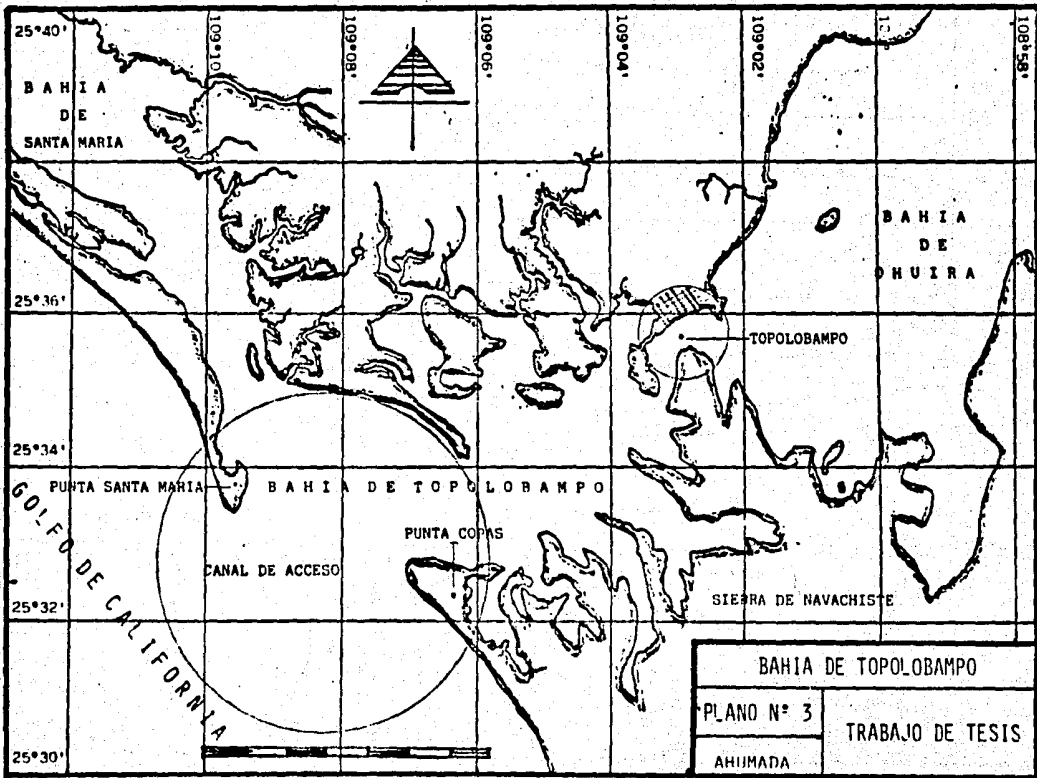 25°40'
109°10'
109°08'
109°06'
109°04'
109°02'
108°58'
BAHIA
DE
SANTA MARIA
BAHIA
DE
OHUIRA
25°36'
TOPOLOBAMPO
25°34'
PUNTA SANTA MARIA
BAHIA DE TOPOLOBAMPO
GOLFO DE CALIFORNIA
PUNTA COPAS
CANAL DE ACCESO
25°32'
SIERRA DE NAVACHISTE
25°30'
BAHIA DE TOPOLOBAMPO
PLANO Nº 3
TRABAJO DE TESIS
AHUMADA